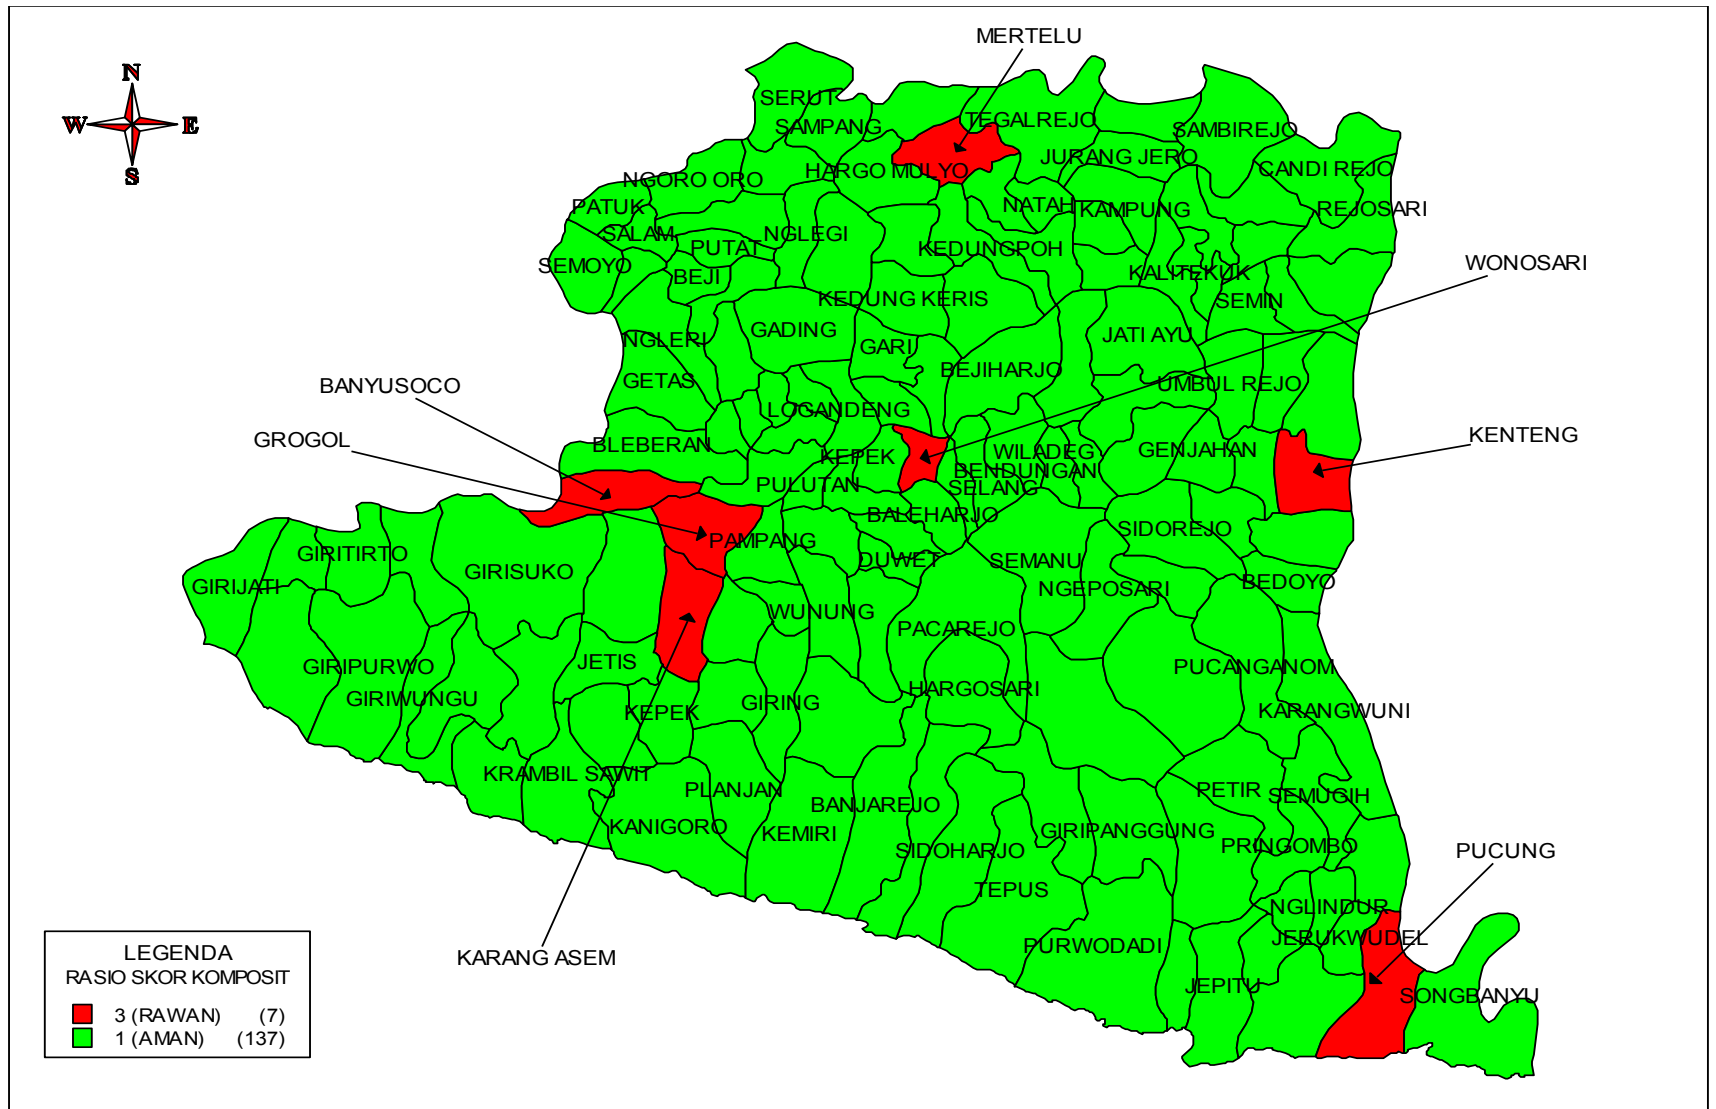 MERTELU
N
W
E
S
SERUT
SAMPANG
TEGALREJO
SAMBIREJO
JURANG JERO
CANDI REJO
HARGO MULYO
NGORO ORO
PATUK
NATAH
KAMPUNG
REJOSARI
SALAM
PUTAT
NGLEGI
KEDUNGPOH
SEMOYO
BEJI
KALITEKUK
WONOSARI
KEDUNG KERIS
SEMIN
NGLERI
GADING
GARI
JATI AYU
GETAS
BEJIHARJO
UMBUL REJO
BANYUSOCO
LOGANDENG
GROGOL
BLEBERAN
KEPEK
WILADEG
GENJAHAN
KENTENG
BENDUNGAN
PULUTAN
SELANG
BALEHARJO
SIDOREJO
PAMPANG
GIRITIRTO
GIRISUKO
DUWET
SEMANU
GIRIJATI
NGEPOSARI
BEDOYO
WUNUNG
PACAREJO
GIRIPURWO
JETIS
PUCANGANOM
GIRIWUNGU
HARGOSARI
KEPEK
GIRING
KARANGWUNI
KRAMBIL SAWIT
PLANJAN
PETIR
SEMUGIH
BANJAREJO
KANIGORO
KEMIRI
GIRIPANGGUNG
SIDOHARJO
PRINGOMBO
PUCUNG
TEPUS
NGLINDUR
PURWODADI
JERUKWUDEL
KARANG ASEM
JEPITU
SONGBANYU
LEGENDA
RASIO SKOR KOMPOSIT
3 (RAWAN) (7)
1 (AMAN) (137)